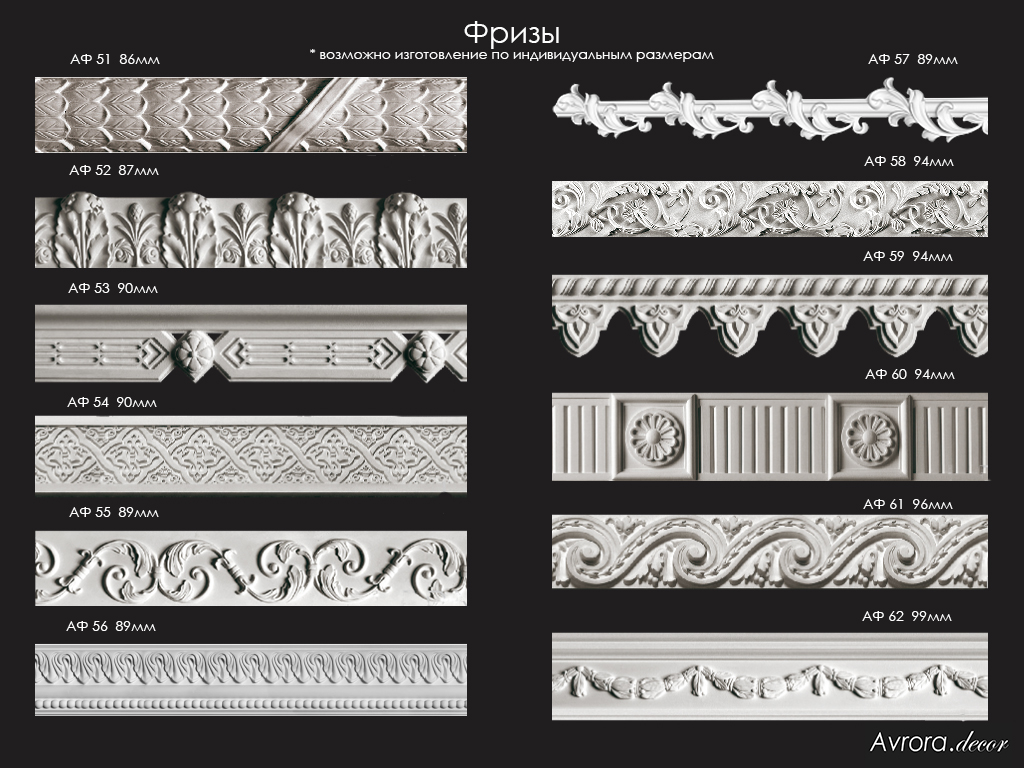 Фризы
* возможно изготовление по индивидуальным размерам
АФ 51 86мм
АФ 52 87мм
АФ 53 90мм
АФ 54 90мм
АФ 55 89мм
АФ 56 89мм
АФ 57 89мм
АФ 58 94мм
АФ 59 94мм
АФ 60 94мм
АФ 61 96мм
АФ 62 99мм
Avrora.decor